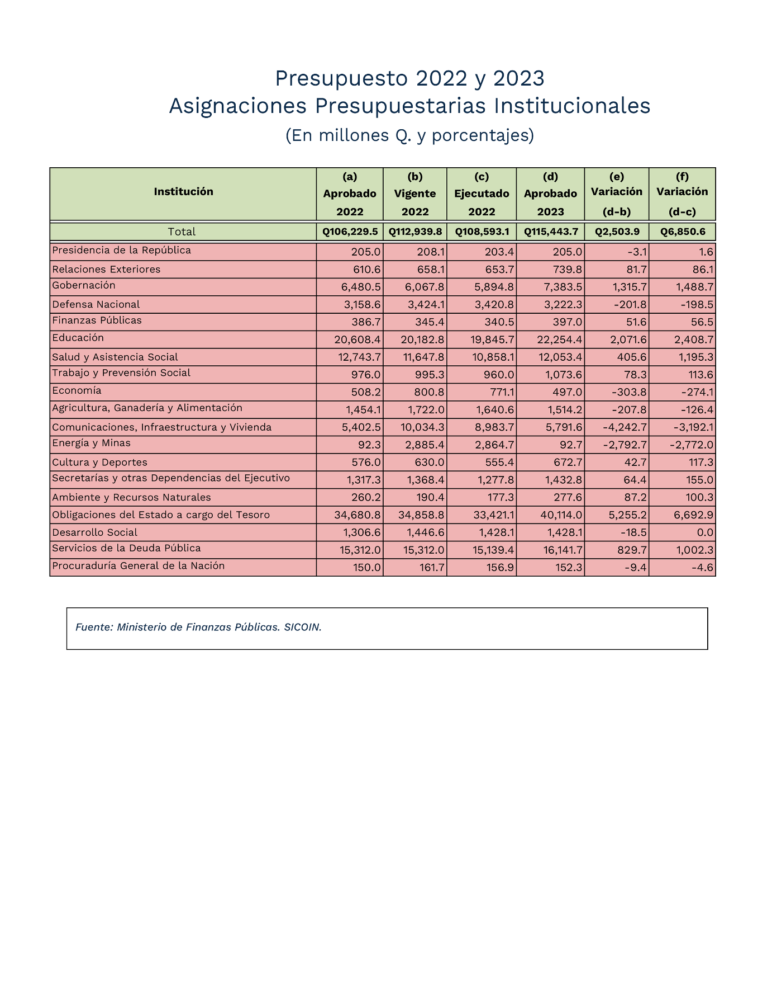 Presupuesto 2022 y 2023
Asignaciones Presupuestarias Institucionales
(En millones Q. y porcentajes)
Institución (a) Aprobado 2022 (b) Vigente 2022 (c) Ejecutado 2022 (d) Aprobado 2023 (e) Variación (d-b) (f) Variación (d-c)
Total Q106,229.5 Q112,939.8 Q108,593.1 Q115,443.7 Q2,503.9 Q6,850.6
Presidencia de la República 205.0 208.1 203.4 205.0 -3.1 1.6
Relaciones Exteriores 610.6 658.1 653.7 739.8 81.7 86.1
Gobernación 6,480.5 6,067.8 5,894.8 7,383.5 1,315.7 1,488.7
Defensa Nacional 3,158.6 3,424.1 3,420.8 3,222.3 -201.8 -198.5
Finanzas Públicas 386.7 345.4 340.5 397.0 51.6 56.5
Educación 20,608.4 20,182.8 19,845.7 22,254.4 2,071.6 2,408.7
Salud y Asistencia Social 12,743.7 11,647.8 10,858.1 12,053.4 405.6 1,195.3
Trabajo y Prevensión Social 976.0 995.3 960.0 1,073.6 78.3 113.6
Economía 508.2 800.8 771.1 497.0 -303.8 -274.1
Agricultura, Ganadería y Alimentación 1,454.1 1,722.0 1,640.6 1,514.2 -207.8 -126.4
Comunicaciones, Infraestructura y Vivienda 5,402.5 10,034.3 8,983.7 5,791.6 -4,242.7 -3,192.1
Energía y Minas 92.3 2,885.4 2,864.7 92.7 -2,792.7 -2,772.0
Cultura y Deportes 576.0 630.0 555.4 672.7 42.7 117.3
Secretarías y otras Dependencias del Ejecutivo 1,317.3 1,368.4 1,277.8 1,432.8 64.4 155.0
Ambiente y Recursos Naturales 260.2 190.4 177.3 277.6 87.2 100.3
Obligaciones del Estado a cargo del Tesoro 34,680.8 34,858.8 33,421.1 40,114.0 5,255.2 6,692.9
Desarrollo Social 1,306.6 1,446.6 1,428.1 1,428.1 -18.5 0.0
Servicios de la Deuda Pública 15,312.0 15,312.0 15,139.4 16,141.7 829.7 1,002.3
Procuraduría General de la Nación 150.0 161.7 156.9 152.3 -9.4 -4.6
Fuente: Ministerio de Finanzas Públicas. SICOIN.